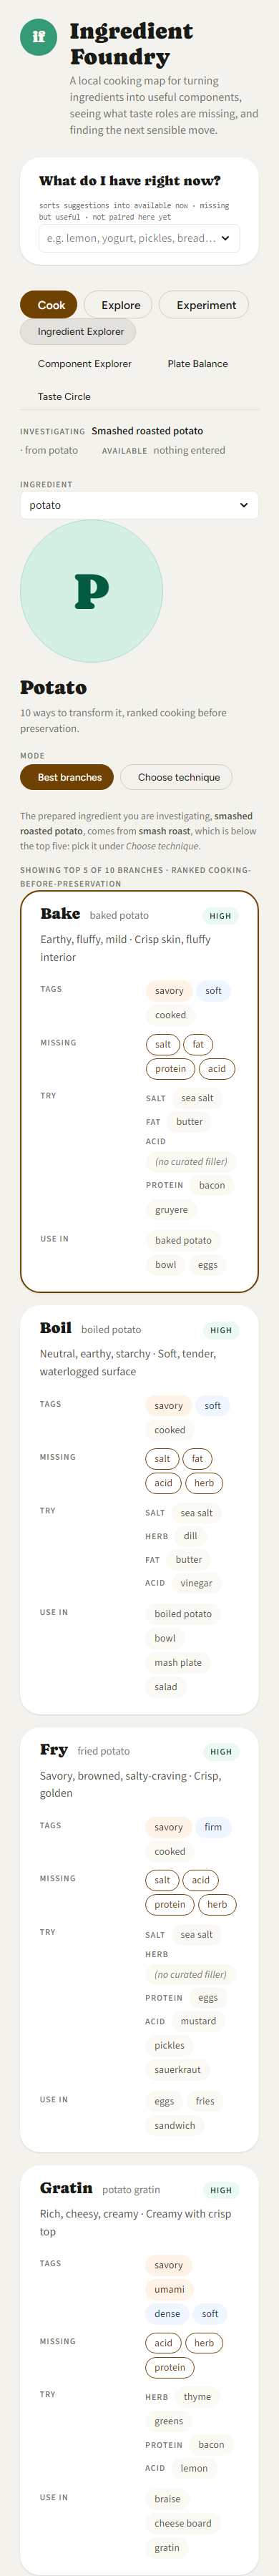 if
Ingredient
Foundry
A local cooking map for turning
ingredients into useful components,
seeing what taste roles are missing, and
finding the next sensible move.
What do I have right now?
sorts suggestions into available now · missing
but useful · not paired here yet
e.g. lemon, yogurt, pickles, bread…
Cook Explore Experiment
Ingredient Explorer
Component Explorer Plate Balance
Taste Circle
INVESTIGATING Smashed roasted potato
· from potato AVAILABLE nothing entered
INGREDIENT
potato
P
Potato
10 ways to transform it, ranked cooking before
preservation.
MODE
Best branches Choose technique
The prepared ingredient you are investigating, smashed
roasted potato, comes from smash roast, which is below
the top five: pick it under Choose technique.
SHOWING TOP 5 OF 10 BRANCHES · RANKED COOKING-
BEFORE-PRESERVATION
Bake baked potato HIGH
Earthy, fluffy, mild · Crisp skin, fluffy
interior
TAGS savory soft
cooked
MISSING salt fat
protein acid
TRY SALT sea salt
FAT butter
ACID
(no curated filler)
PROTEIN bacon
gruyere
USE IN baked potato
bowl eggs
Boil boiled potato HIGH
Neutral, earthy, starchy · Soft, tender,
waterlogged surface
TAGS savory soft
cooked
MISSING salt fat
acid herb
TRY SALT sea salt
HERB dill
FAT butter
ACID vinegar
USE IN boiled potato
bowl
mash plate
salad
Fry fried potato HIGH
Savory, browned, salty-craving · Crisp,
golden
TAGS savory firm
cooked
MISSING salt acid
protein herb
TRY SALT sea salt
HERB
(no curated filler)
PROTEIN eggs
ACID mustard
pickles
sauerkraut
USE IN eggs fries
sandwich
Gratin potato gratin HIGH
Rich, cheesy, creamy · Creamy with crisp
top
TAGS savory
umami
dense soft
MISSING acid herb
protein
TRY HERB thyme
greens
PROTEIN bacon
ACID lemon
USE IN braise
cheese board
gratin